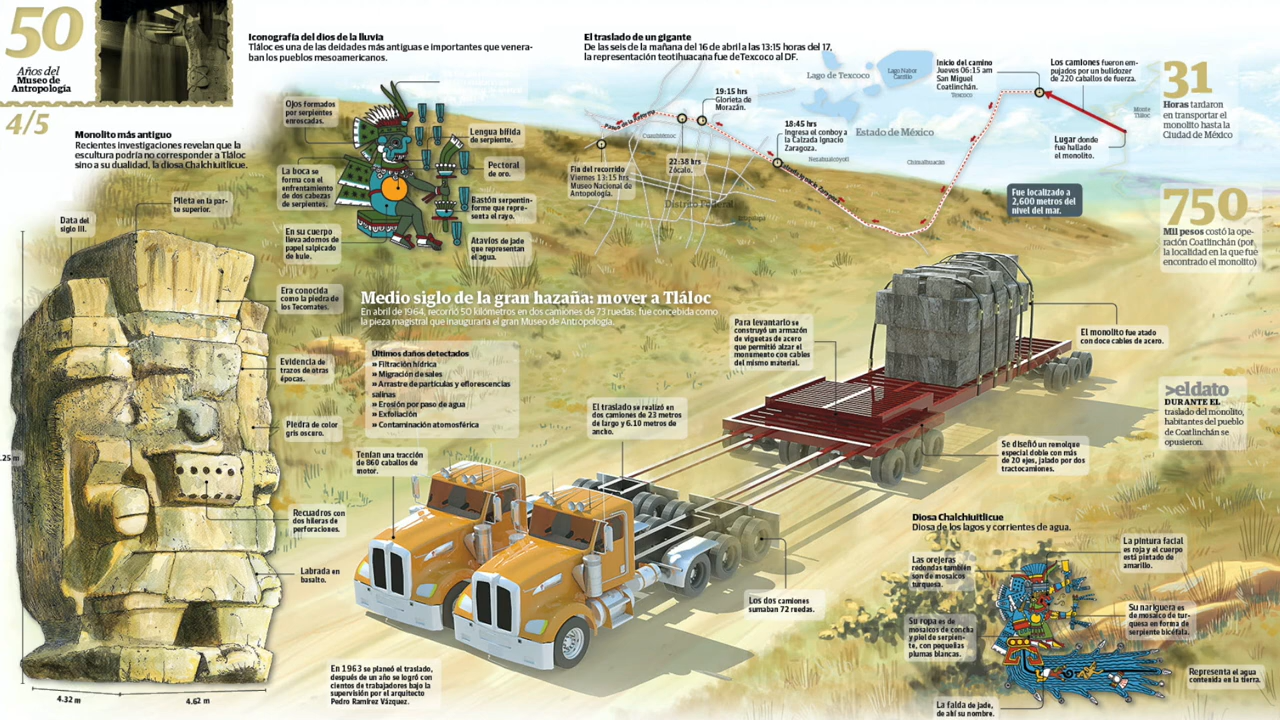 50
Años del
Museo de
Antropología
4/5
Monolito más antiguo
Recientes investigaciones revelan que la
escultura podría no corresponder a Tláloc
sino a su dualidad, la diosa Chalchiuitlicue.
Data del
siglo III.
Pileta en la par-
te superior.
Era conocida
como la piedra de
los Tecomates.
Evidencia de
trazos de otras
épocas.
Piedra de color
gris oscuro.
Recuadros con
dos hileras de
perforaciones.
Labrada en
basalto.
.25 m
4.32 m
4.62 m
Iconografía del dios de la lluvia
Tláloc es una de las deidades más antiguas e importantes que venera-
ban los pueblos mesoamericanos.
Ojos formados
por serpientes
enroscadas.
La boca se
forma con el
enfrentamiento
de dos cabezas
de serpientes.
En su cuerpo
lleva adornos de
papel salpicado
de hule.
Lengua bífida
de serpiente.
Pectoral
de oro.
Bastón serpentin-
forme que repre-
senta el rayo.
Atavíos de jade
que representan
el agua.
El traslado de un gigante
De las seis de la mañana del 16 de abril a las 13:15 horas del 17,
la representación teotihuacana fue de Texcoco al DF.
Lago de Texcoco
Lago Nabor
Carrillo
Inicio del camino
Jueves 06:15 am
San Miguel
Coatlinchán.
Texcoco
Los camiones fueron em-
pujados por un bulldozer
de 220 caballos de fuerza.
Monte
Tláloc
Lugar donde
fue hallado
el monolito.
19:15 hrs
Glorieta de
Morazán.
18:45 hrs
Ingresa el conboy a
la Calzada Ignacio
Zaragoza.
Estado de México
Nezahualcóyotl
Chimalhuacán
Cuauhtémoc
22:38 hrs
Zócalo.
Fin del recorrido
Viernes 13:15 hrs
Museo Nacional de
Antropología.
Distrito Federal
Iztapalapa
Fue localizado a
2,600 metros del
nivel del mar.
31
Horas tardaron
en transportar el
monolito hasta la
Ciudad de México
750
Mil pesos costó la ope-
ración Coatlinchán (por
la localidad en la que fue
encontrado el monolito)
Medio siglo de la gran hazaña: mover a Tláloc
En abril de 1964, recorrió 50 kilómetros en dos camiones de 73 ruedas; fue concebida como
la pieza magistral que inauguraría el gran Museo de Antropología.
Últimos daños detectados
» Filtración hídrica
» Migración de sales
» Arrastre de partículas y eflorescencias
salinas
» Erosión por paso de agua
» Exfoliación
» Contaminación atomosférica
Para levantarlo se
construyó un armazón
de viguetas de acero
que permitió alzar el
monumento con cables
del mismo material.
El monolito fue atado
con doce cables de acero.
>eldato
DURANTE EL
traslado del monolito,
habitantes del pueblo
de Coatlinchán se
opusieron.
El traslado se realizó en
dos camiones de 23 metros
de largo y 6.10 metros de
ancho.
Se diseñó un remolque
especial doble con más
de 20 ejes, jalado por dos
tractocamiones.
Tenían una tracción
de 860 caballos de
motor.
Los dos camiones
sumaban 72 ruedas.
En 1963 se planeó el traslado,
después de un año se logró con
cientos de trabajadores bajo la
supervisión por el arquitecto
Pedro Ramírez Vázquez.
Diosa Chalchiuitlicue
Diosa de los lagos y corrientes de agua.
Las orejeras
redondas también
son de mosaicos
turquesa.
Su ropa es de
mosaicos de concha
y piel de serpien-
te, con pequeñas
plumas blancas.
La falda de jade,
de ahí su nombre.
La pintura facial
es roja y el cuerpo
está pintado de
amarillo.
Su nariguera es
de mosaico de tur-
quesa en forma de
serpiente bicéfala.
Representa el agua
contenida en la tierra.